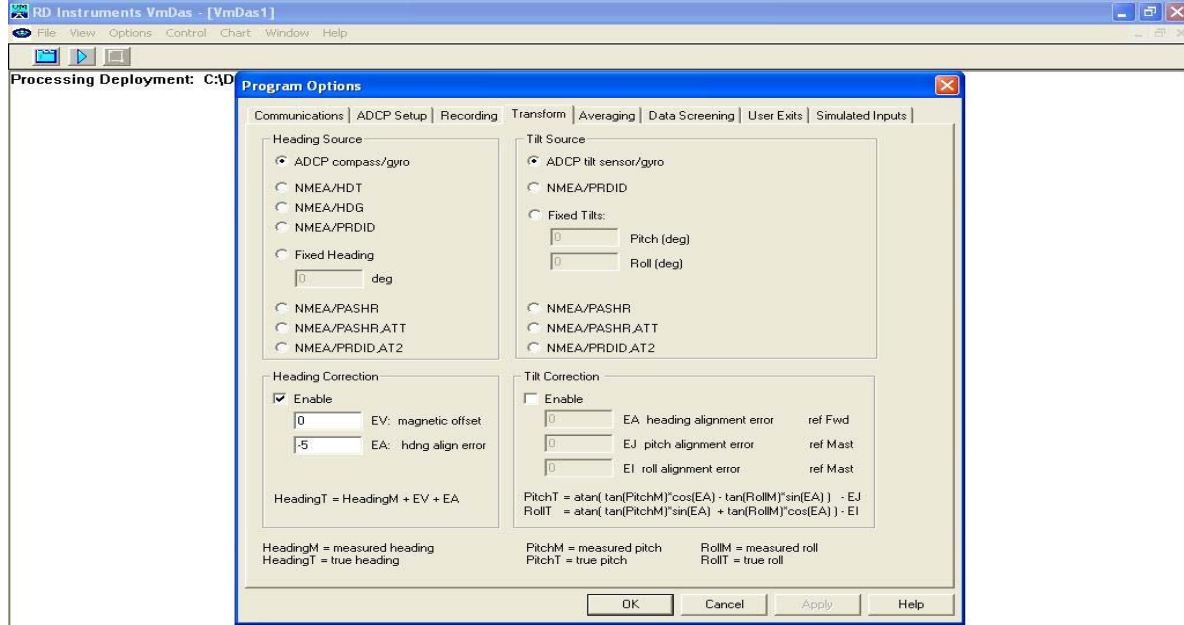 RD Instruments VmDas - [VmDas1]
File View Options Control Chart Window Help
Processing Deployment: C:\D
Program Options
Communications ADCP Setup Recording Transform Averaging Data Screening User Exits Simulated Inputs
Heading Source
ADCP compass/gyro
NMEA/HDT
NMEA/HDG
NMEA/PRDID
Fixed Heading
0 deg
NMEA/PASHR
NMEA/PASHR,ATT
NMEA/PRDID,AT2
Tilt Source
ADCP tilt sensor/gyro
NMEA/PRDID
Fixed Tilts:
0 Pitch (deg)
0 Roll (deg)
NMEA/PASHR
NMEA/PASHR,ATT
NMEA/PRDID,AT2
Heading Correction
Enable
0 EV: magnetic offset
-5 EA: hdng align error
HeadingT = HeadingM + EV + EA
Tilt Correction
Enable
0 EA heading alignment error ref Fwd
0 EJ pitch alignment error ref Mast
0 EI roll alignment error ref Mast
PitchT = atan( tan(PitchM)*cos(EA) - tan(RollM)*sin(EA) ) - EJ
RollT = atan( tan(PitchM)*sin(EA) + tan(RollM)*cos(EA) ) - EI
HeadingM = measured heading
HeadingT = true heading
PitchM = measured pitch RollM = measured roll
PitchT = true pitch RollT = true roll
OK Cancel Apply Help